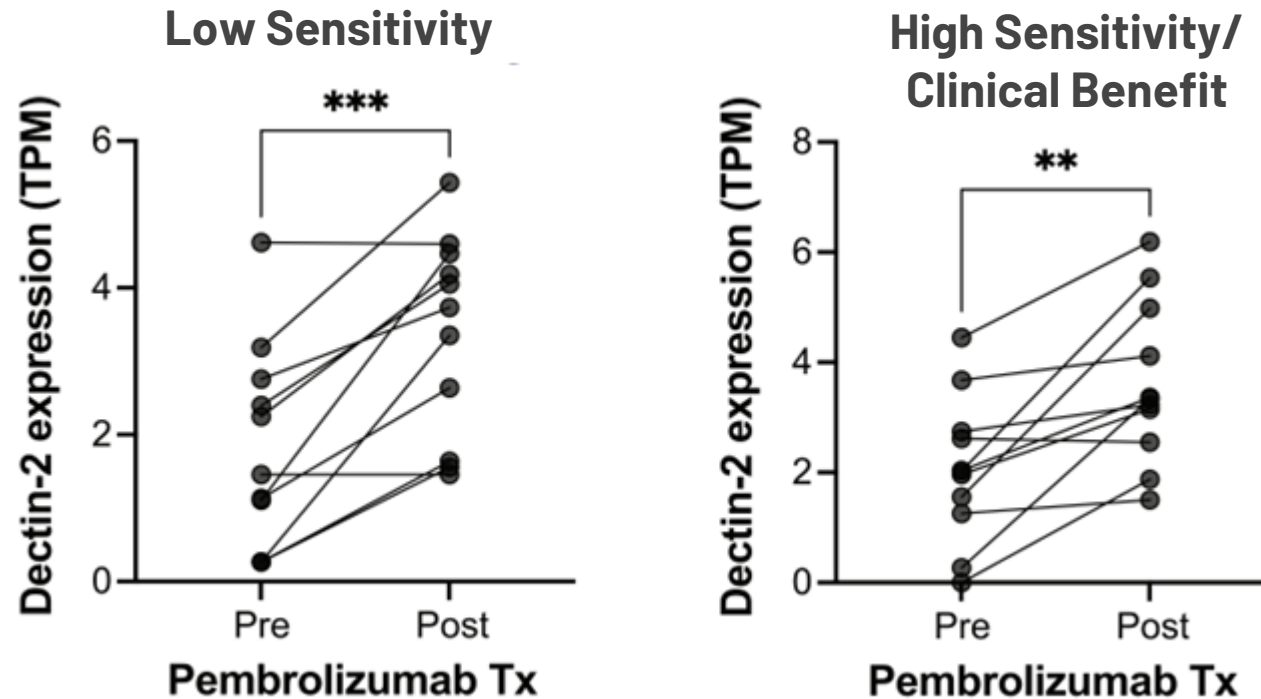 Low Sensitivity
***
Dectin-2 expression (TPM)
6
4
2
0
Pre Post
Pembrolizumab Tx
High Sensitivity/
Clinical Benefit
**
Dectin-2 expression (TPM)
8
6
4
2
0
Pre Post
Pembrolizumab Tx